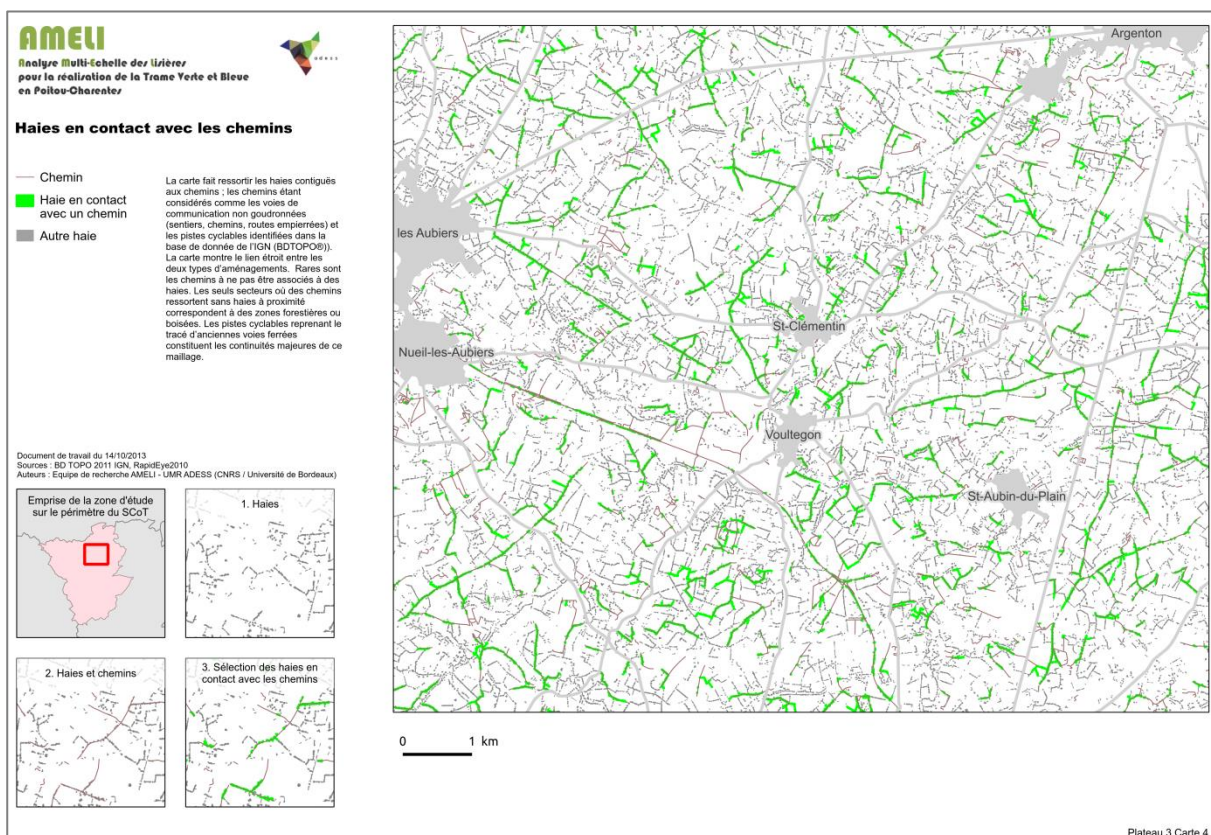 AMELI
Analyse Multi-Echelle des Lisières
pour la réalisation de la Trame Verte et Bleue
en Poitou-Charentes
ADESS
Haies en contact avec les chemins
Chemin
Haie en contact
avec un chemin
Autre haie
La carte fait ressortir les haies contiguës
aux chemins ; les chemins étant
considérés comme les voies de
communication non goudronnées
(sentiers, chemins, routes empierrées) et
les pistes cyclables identifiées dans la
base de donnée de l'IGN (BDTOPO®).
La carte montre le lien étroit entre les
deux types d'aménagements. Rares sont
les chemins à ne pas être associés à des
haies. Les seuls secteurs où des chemins
ressortent sans haies à proximité
correspondent à des zones forestières ou
boisées. Les pistes cyclables reprenant le
tracé d'anciennes voies ferrées
constituent les continuités majeures de ce
maillage.
Document de travail du 14/10/2013
Sources : BD TOPO 2011 IGN, RapidEye2010
Auteurs : Equipe de recherche AMELI - UMR ADESS (CNRS / Université de Bordeaux)
Emprise de la zone d'étude
sur le périmètre du SCoT
1. Haies
2. Haies et chemins
3. Sélection des haies en
contact avec les chemins
Argenton
les Aubiers
St-Clémentin
Nueil-les-Aubiers
Voultegon
St-Aubin-du-Plain
0 1 km
Plateau 3 Carte 4